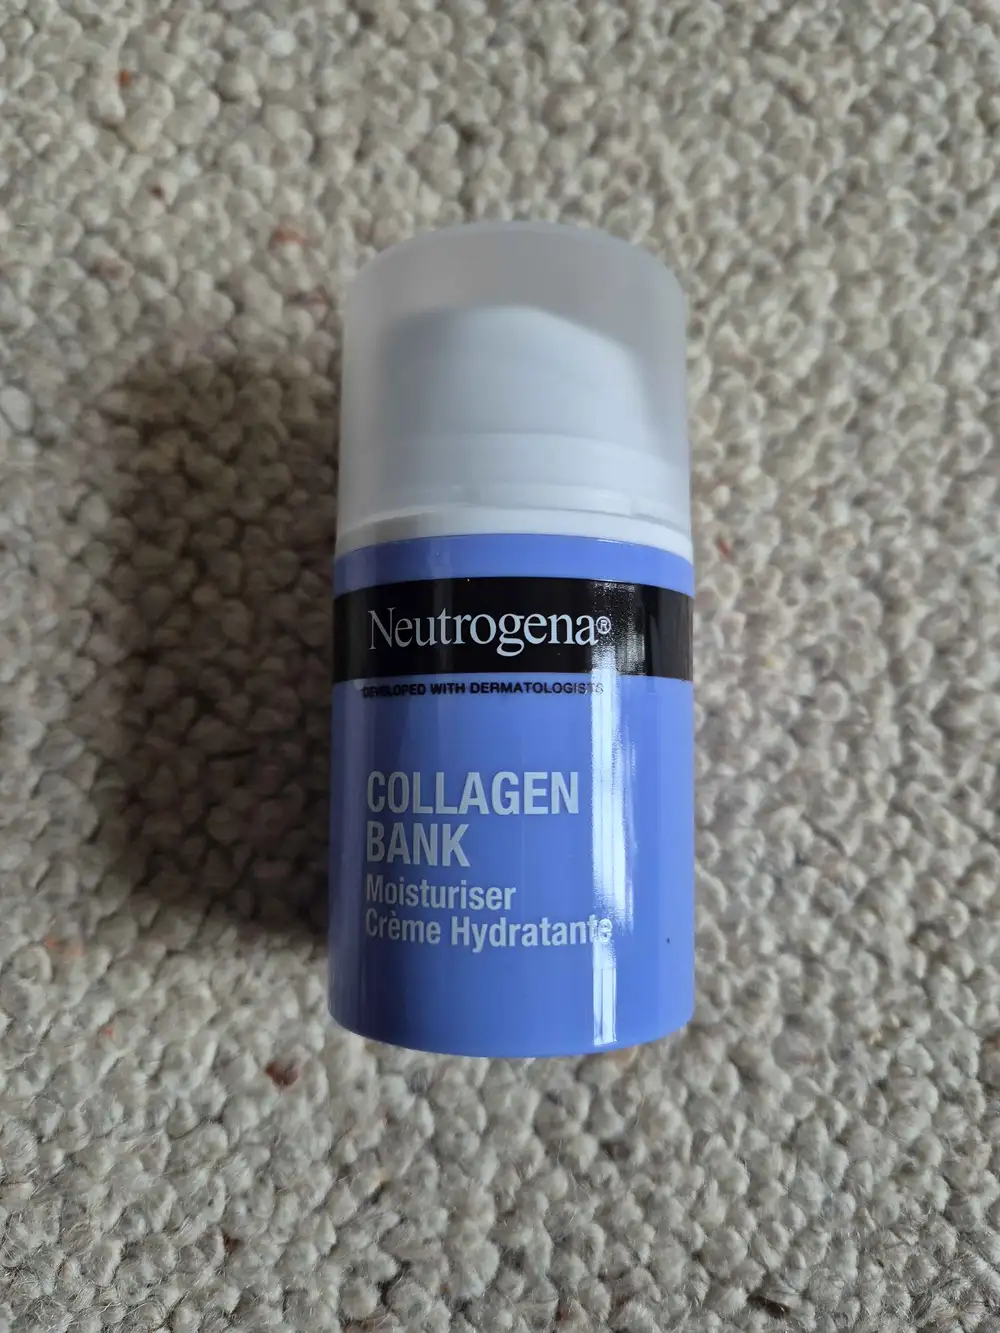 Neutrogena®
DEVELOPED WITH DERMATOLOGISTS
COLLAGEN
BANK
Moisturiser
Crème Hydratante